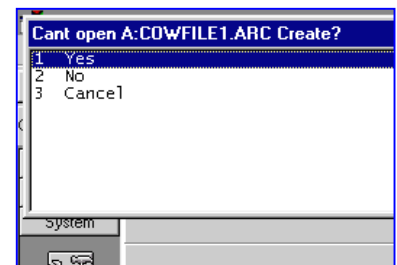 Cant open A:COWFILE1.ARC Create?
1 Yes
2 No
3 Cancel
System